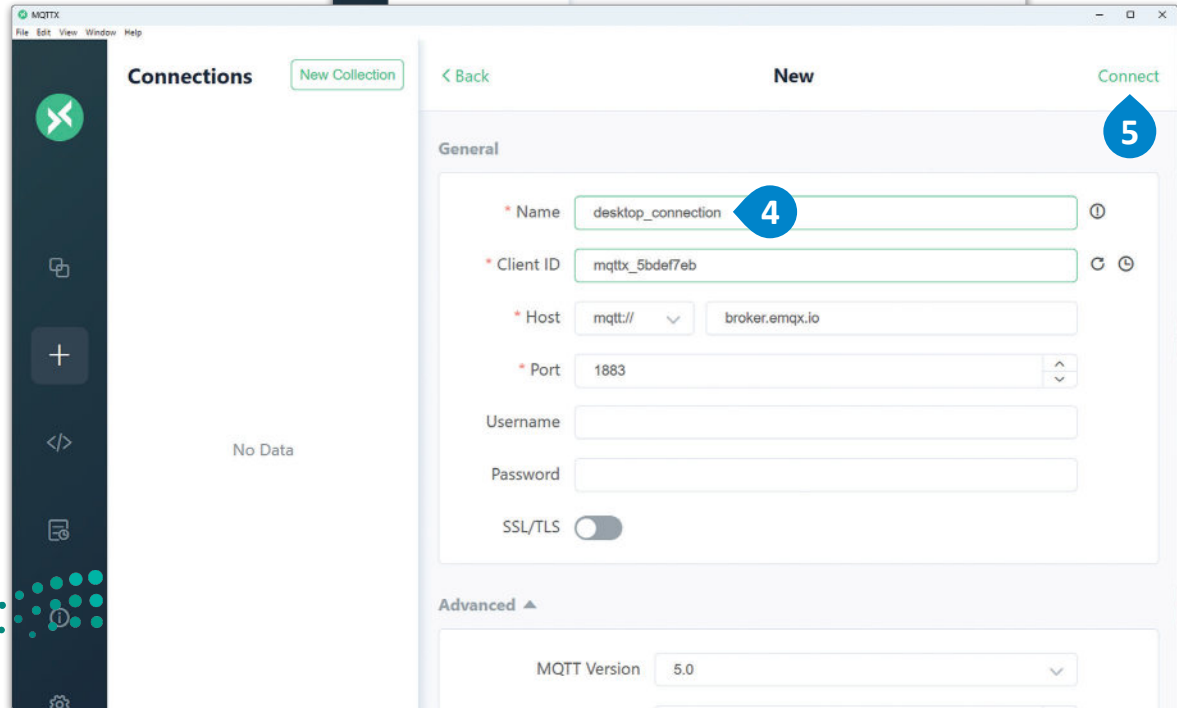 MQTTX
File Edit View Window Help
Connections
New Collection
< Back
New
Connect
5
General
* Name
desktop_connection
4
* Client ID
mqttx_5bdef7eb
* Host
mqtt://
broker.emqx.io
* Port
1883
Username
Password
SSL/TLS
No Data
Advanced
MQTT Version
5.0